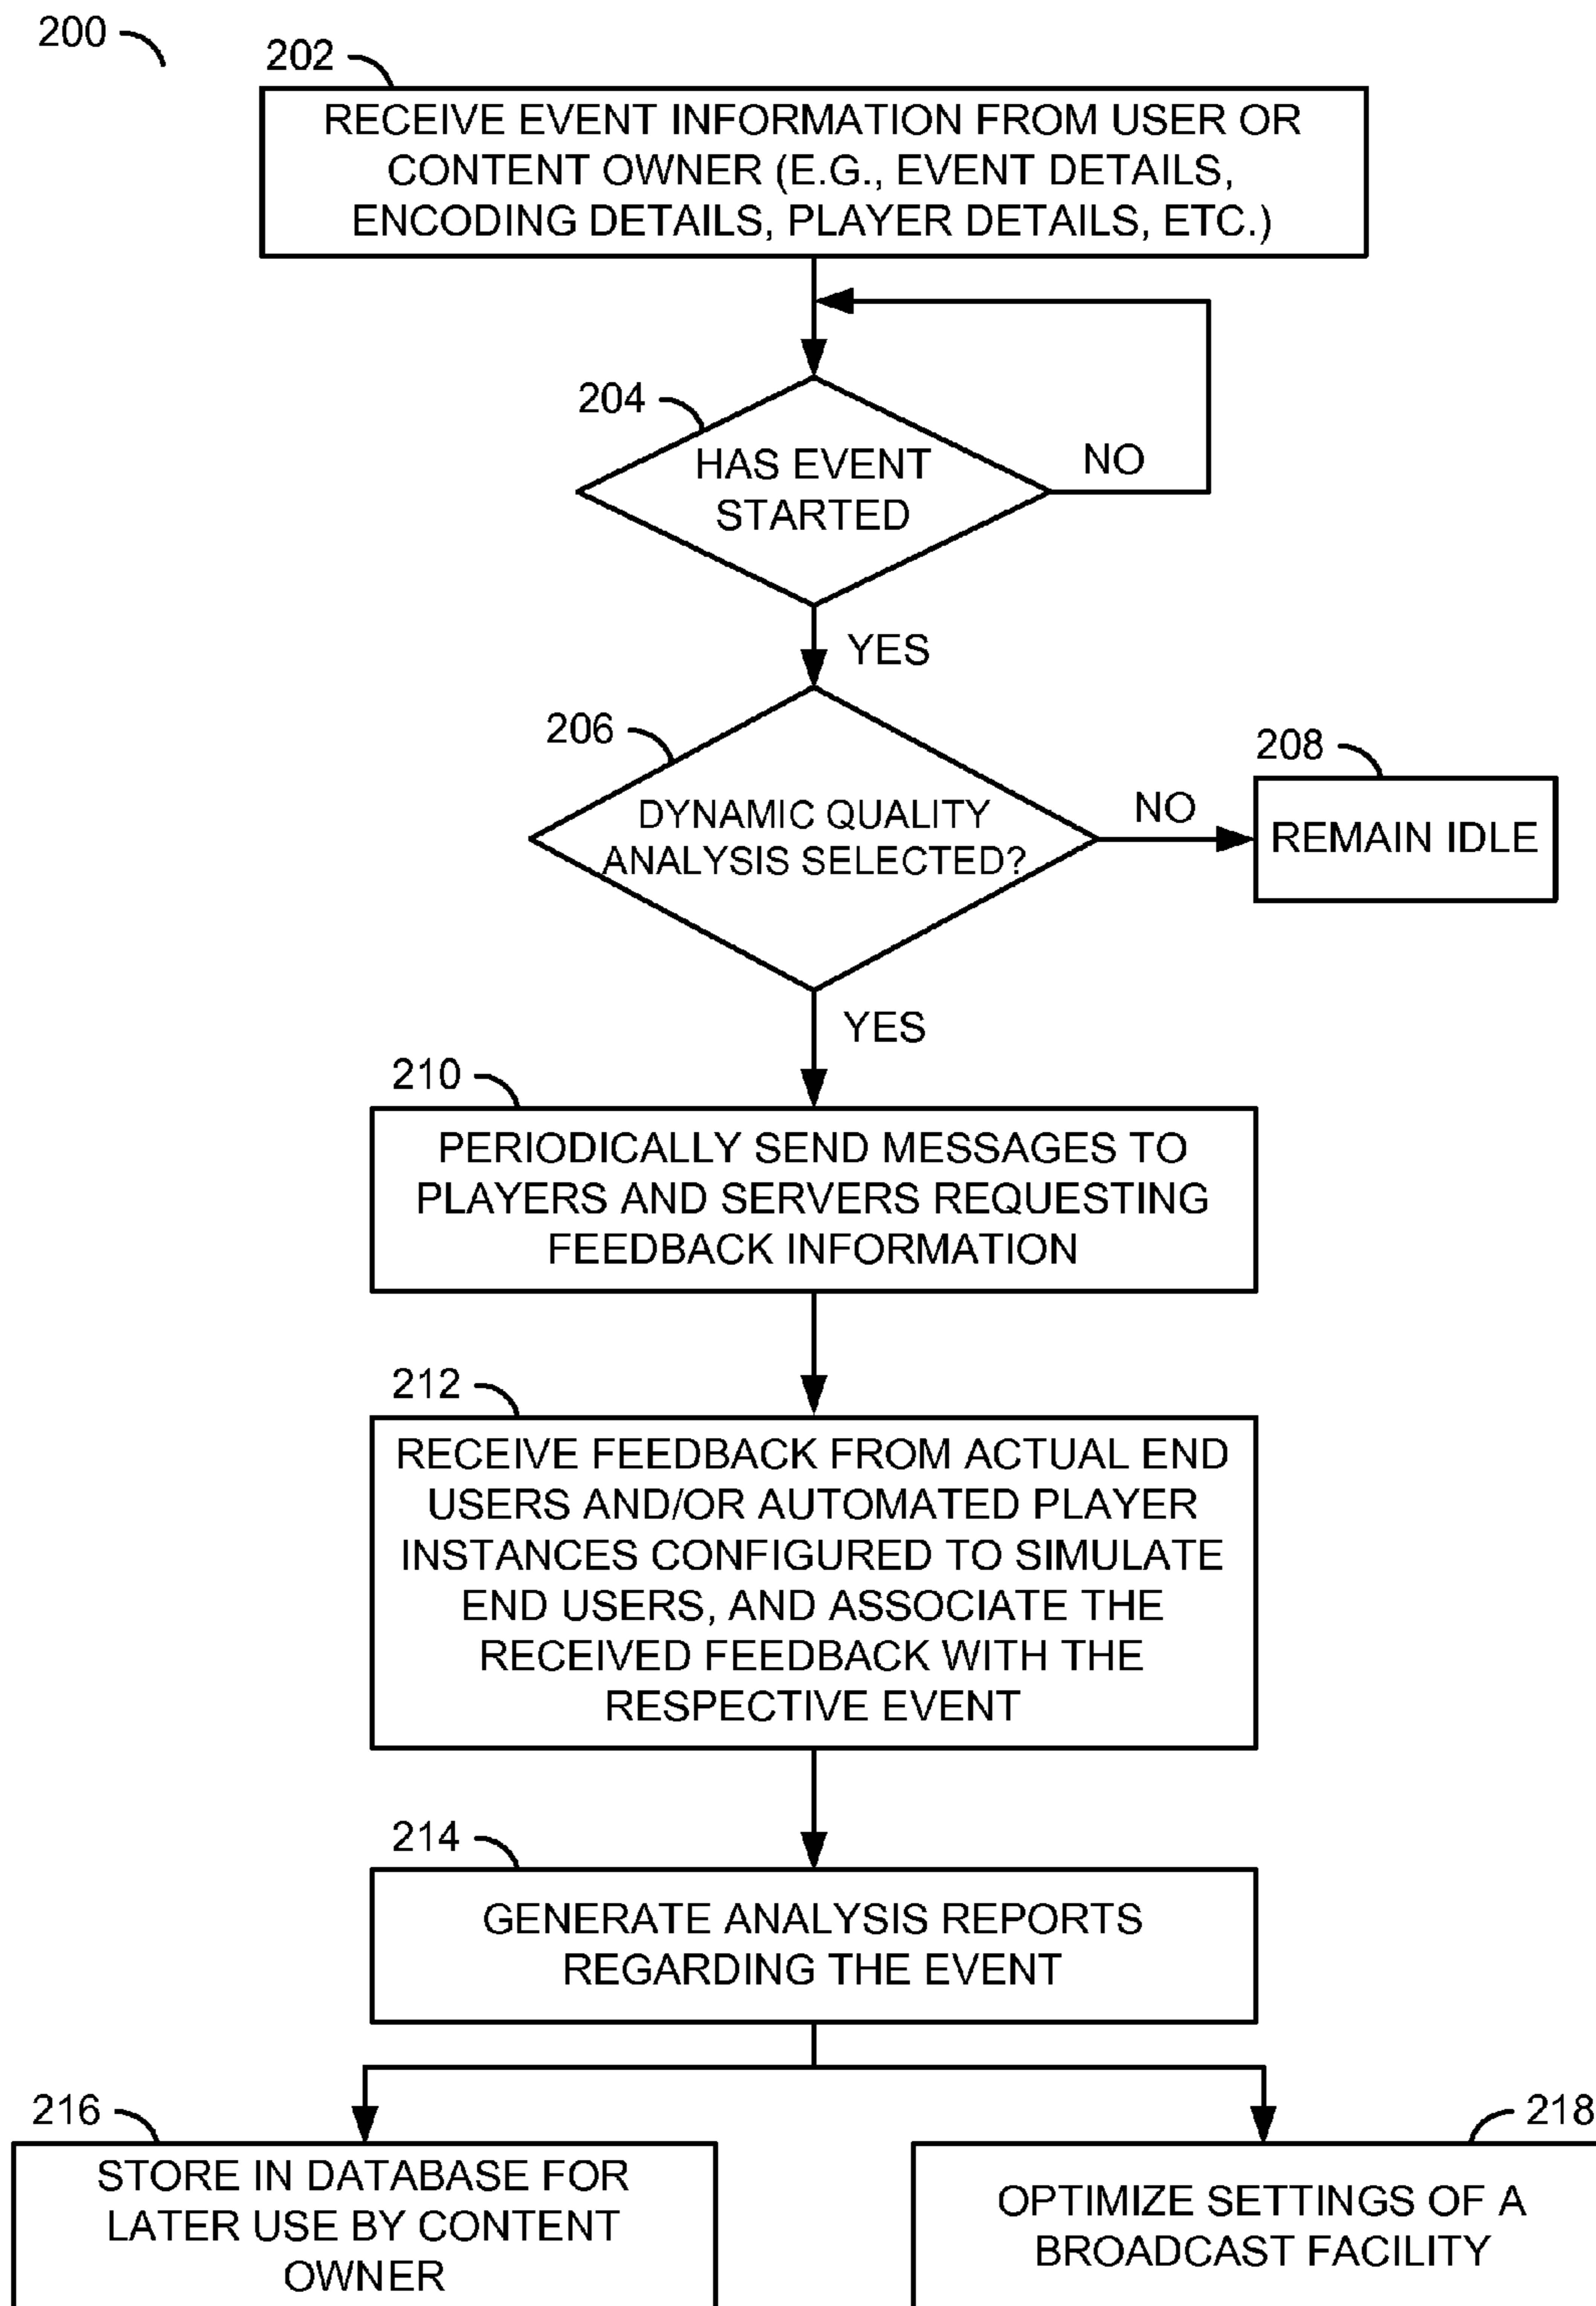 200
202
RECEIVE EVENT INFORMATION FROM USER OR
CONTENT OWNER (E.G., EVENT DETAILS,
ENCODING DETAILS, PLAYER DETAILS, ETC.)
204
HAS EVENT
STARTED
NO
YES
206
DYNAMIC QUALITY
ANALYSIS SELECTED?
NO
208
REMAIN IDLE
YES
210
PERIODICALLY SEND MESSAGES TO
PLAYERS AND SERVERS REQUESTING
FEEDBACK INFORMATION
212
RECEIVE FEEDBACK FROM ACTUAL END
USERS AND/OR AUTOMATED PLAYER
INSTANCES CONFIGURED TO SIMULATE
END USERS, AND ASSOCIATE THE
RECEIVED FEEDBACK WITH THE
RESPECTIVE EVENT
214
GENERATE ANALYSIS REPORTS
REGARDING THE EVENT
216
STORE IN DATABASE FOR
LATER USE BY CONTENT
OWNER
218
OPTIMIZE SETTINGS OF A
BROADCAST FACILITY